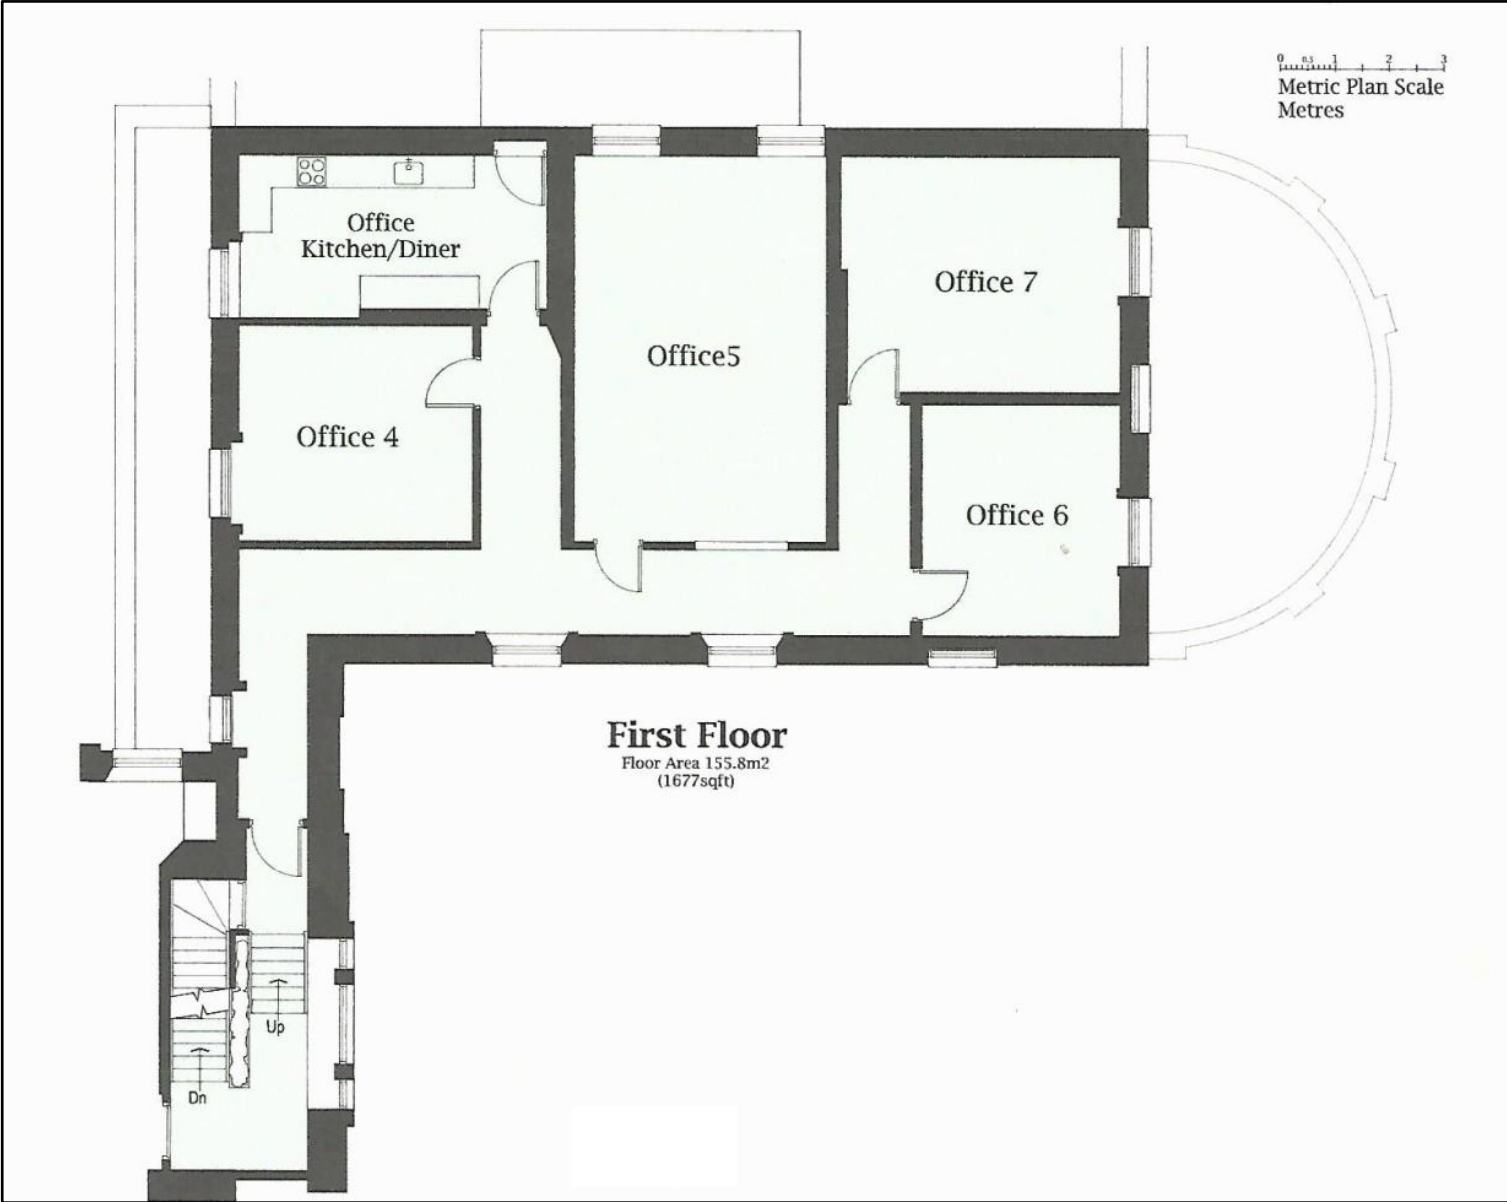 0 0.5 1 2 3
Metric Plan Scale
Metres
Office
Kitchen/Diner
Office 7
Office5
Office 4
Office 6
First Floor
Floor Area 155.8m2
(1677sqft)
Up
Dn